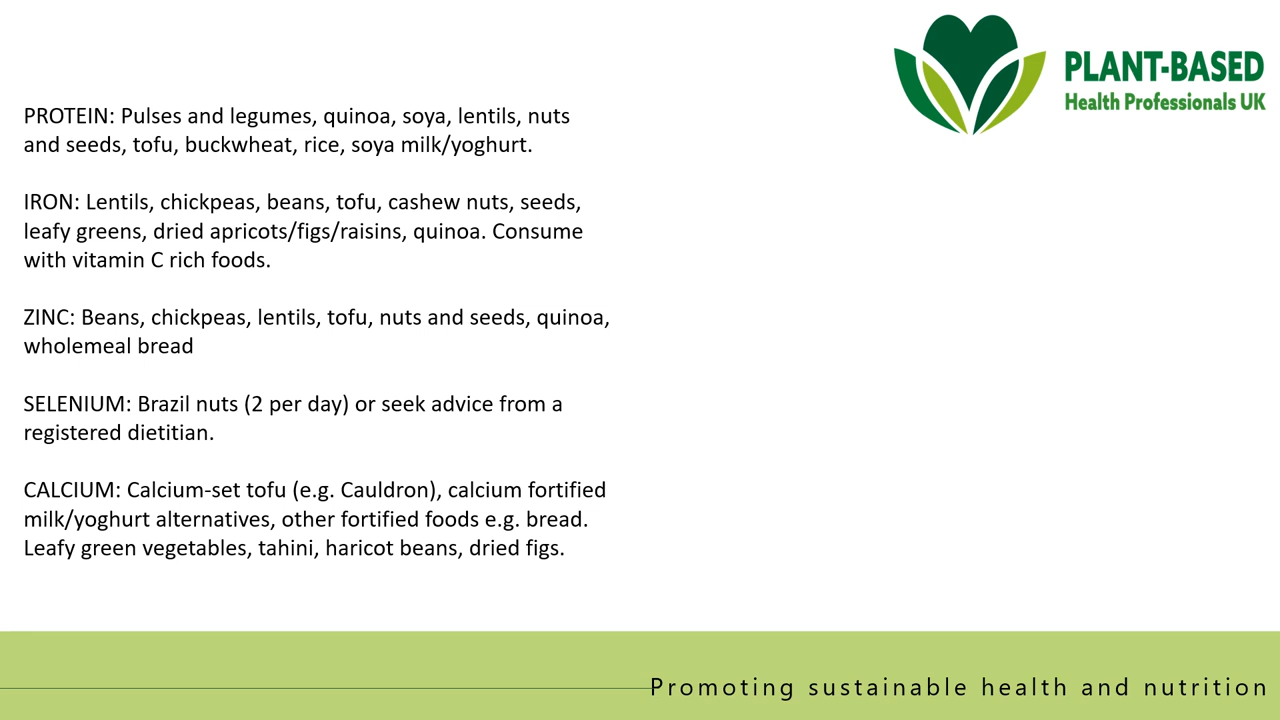 PLANT-BASED
Health Professionals UK
PROTEIN: Pulses and legumes, quinoa, soya, lentils, nuts
and seeds, tofu, buckwheat, rice, soya milk/yoghurt.
IRON: Lentils, chickpeas, beans, tofu, cashew nuts, seeds,
leafy greens, dried apricots/figs/raisins, quinoa. Consume
with vitamin C rich foods.
ZINC: Beans, chickpeas, lentils, tofu, nuts and seeds, quinoa,
wholemeal bread
SELENIUM: Brazil nuts (2 per day) or seek advice from a
registered dietitian.
CALCIUM: Calcium-set tofu (e.g. Cauldron), calcium fortified
milk/yoghurt alternatives, other fortified foods e.g. bread.
Leafy green vegetables, tahini, haricot beans, dried figs.
Promoting sustainable health and nutrition